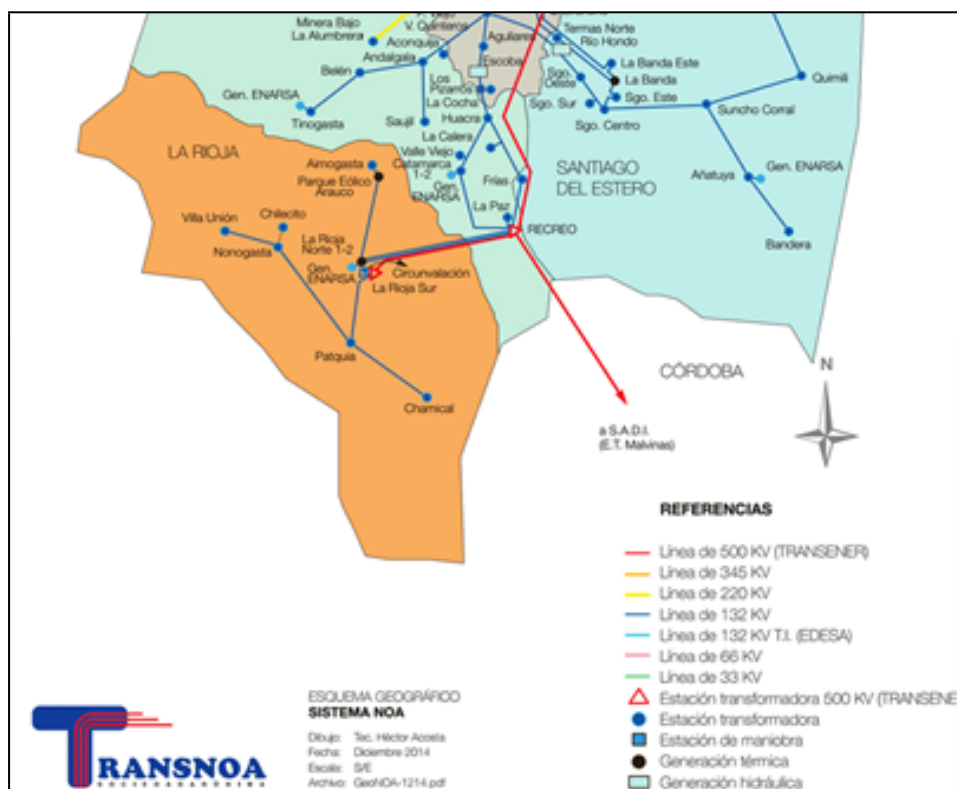 Minera Bajo
La Alumbrera
V. Quinteros
Aconquija
Aguilares
Andalgala
Escoba
Belén
Los
Pizarros
La Cocha
Huacra
Gen. ENARSA
Tinogasta
Saujil
La Calera
Valle Viejo
Catamarca
1-2
Gen.
ENARSA
Frías
La Paz
RECREO
Termas Norte
Río Hondo
La Banda Este
La Banda
Sgo.
Oeste
Sgo. Este
Sgo. Sur
Sgo. Centro
Suncho Corral
Quimili
SANTIAGO
DEL ESTERO
Añatuya
Gen. ENARSA
Bandera
LA RIOJA
Aimogasta
Parque Eólico
Arauco
Villa Unión
Chilecito
Nonogasta
La Rioja
Norte 1-2
Gen.
ENARSA
Circunvalación
La Rioja Sur
Patquia
Chamical
CÓRDOBA
N
a S.A.D.I.
(E.T. Malvinas)
REFERENCIAS
Línea de 500 KV (TRANSENER)
Línea de 345 KV
Línea de 220 KV
Línea de 132 KV
Línea de 132 KV T.I. (EDESA)
Línea de 66 KV
Línea de 33 KV
Estación transformadora 500 KV (TRANSENE
Estación transformadora
Estación de maniobra
Generación térmica
Generación hidráulica
ESQUEMA GEOGRÁFICO
SISTEMA NOA
Dibujo: Tec. Héctor Acosta
Fecha: Diciembre 2014
Escala: S/E
Archivo: GeoNOA-1214.pdf
TRANSNOA
SOCIEDAD ANÓNIMA